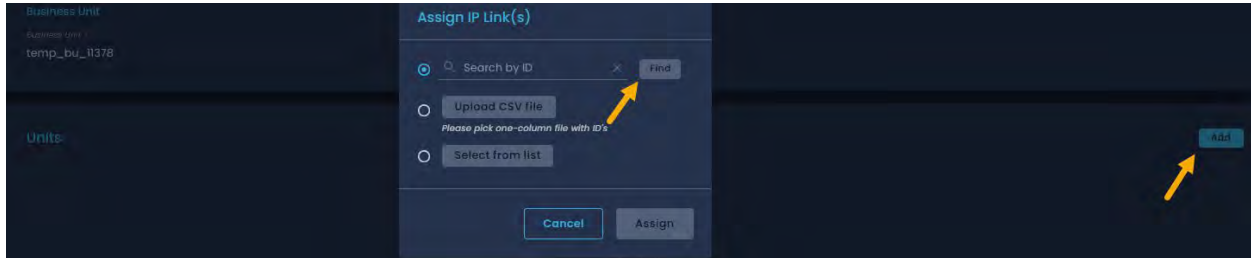 Business Unit
Business Unit
temp_bu_11378
Assign IP Link(s)
Search by ID
Find
Upload CSV file
Please pick one-column file with ID's
Select from list
Cancel
Assign
Units
Add